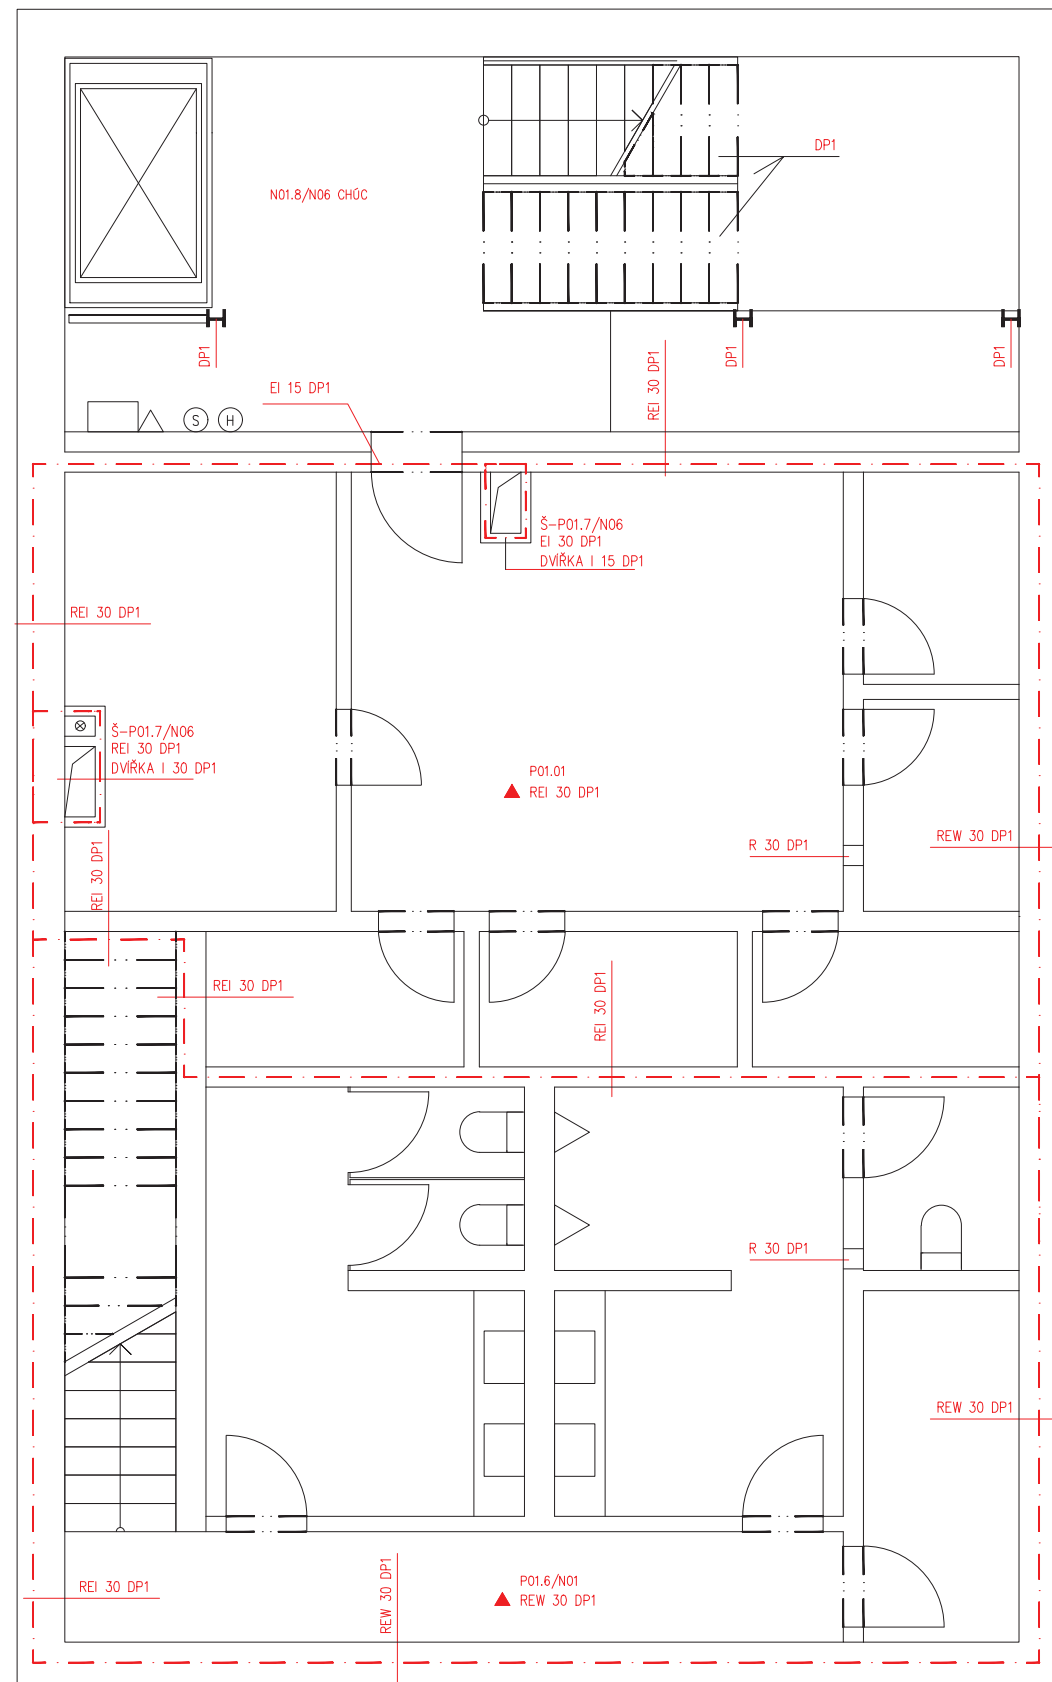 DP1
N01.8/N06 CHÚC
DP1
DP1
DP1
REI 30 DP1
EI 15 DP1
S
H
Š-P01.7/N06
EI 30 DP1
DVÍŘKA I 15 DP1
REI 30 DP1
Š-P01.7/N06
REI 30 DP1
DVÍŘKA I 30 DP1
P01.01
REI 30 DP1
R 30 DP1
REW 30 DP1
REI 30 DP1
REI 30 DP1
REI 30 DP1
R 30 DP1
REW 30 DP1
REI 30 DP1
REW 30 DP1
P01.6/N01
REW 30 DP1